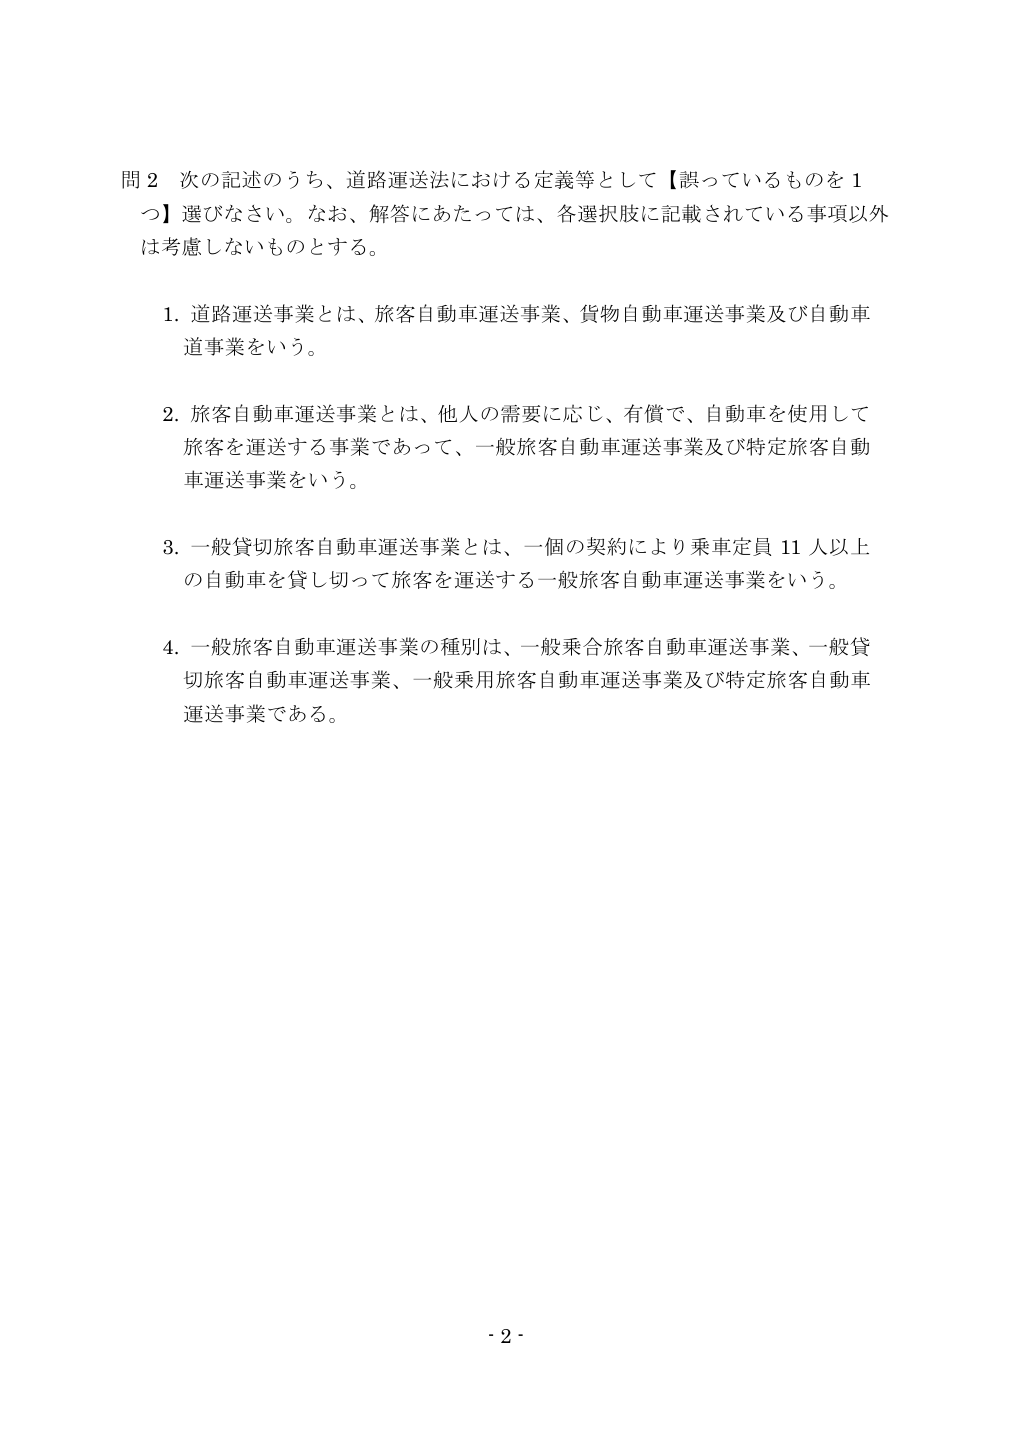 問 2　次の記述のうち、道路運送法における定義等として【誤っているものを 1
つ】選びなさい。なお、解答にあたっては、各選択肢に記載されている事項以外
は考慮しないものとする。
1. 道路運送事業とは、旅客自動車運送事業、貨物自動車運送事業及び自動車
道事業をいう。
2. 旅客自動車運送事業とは、他人の需要に応じ、有償で、自動車を使用して
旅客を運送する事業であって、一般旅客自動車運送事業及び特定旅客自動
車運送事業をいう。
3. 一般貸切旅客自動車運送事業とは、一個の契約により乗車定員 11 人以上
の自動車を貸し切って旅客を運送する一般旅客自動車運送事業をいう。
4. 一般旅客自動車運送事業の種別は、一般乗合旅客自動車運送事業、一般貸
切旅客自動車運送事業、一般乗用旅客自動車運送事業及び特定旅客自動車
運送事業である。
- 2 -